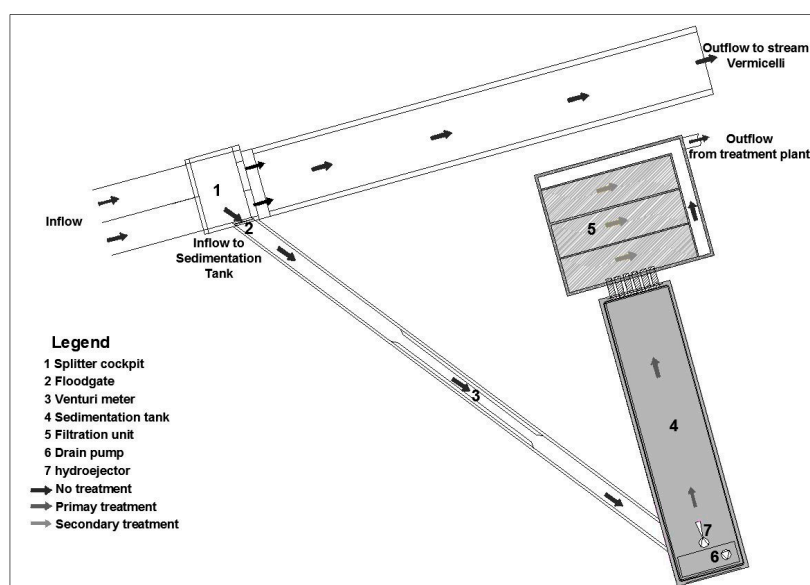 Outflow to stream
Vermicelli
Outflow
from treatment plant
1
Inflow
2
Inflow to
Sedimentation
Tank
5
3
4
7
6
Legend
1 Splitter cockpit
2 Floodgate
3 Venturi meter
4 Sedimentation tank
5 Filtration unit
6 Drain pump
7 hydroejector
No treatment
Primay treatment
Secondary treatment